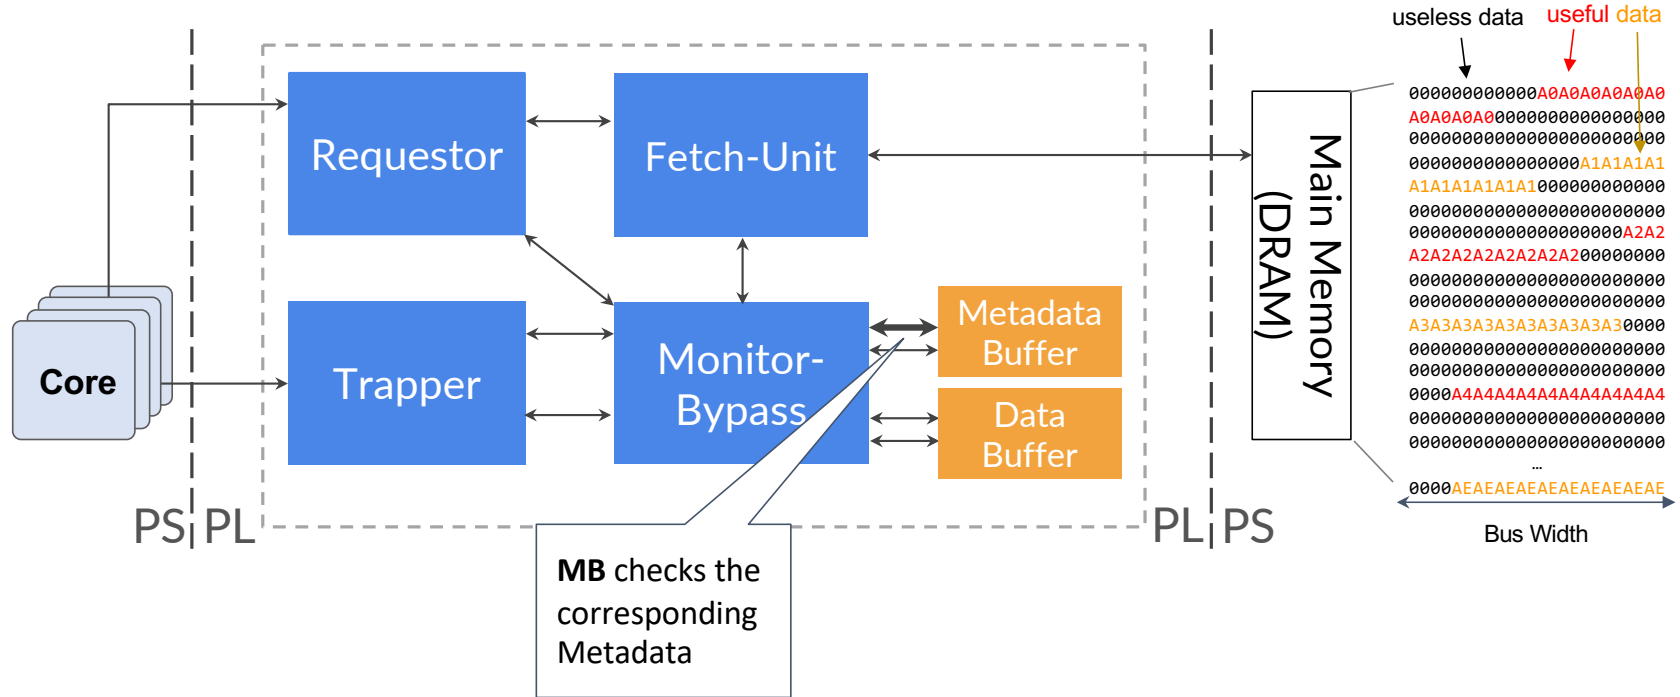 useless data
useful data
Requestor
Fetch-Unit
Trapper
Monitor-
Bypass
Metadata
Buffer
Data
Buffer
Core
PS
PL
PL
PS
MB checks the
corresponding
Metadata
Main Memory
(DRAM)
000000000000A0A0A0A0A0A0
A0A0A0A00000000000000000
000000000000000000000000
0000000000000000A1A1A1A1
A1A1A1A1A1A1000000000000
000000000000000000000000
00000000000000000000A2A2
A2A2A2A2A2A2A2A200000000
000000000000000000000000
000000000000000000000000
A3A3A3A3A3A3A3A3A3A30000
000000000000000000000000
000000000000000000000000
0000A4A4A4A4A4A4A4A4A4A4
000000000000000000000000
000000000000000000000000
…
0000AEAEAEAEAEAEAEAEAEAE
Bus Width